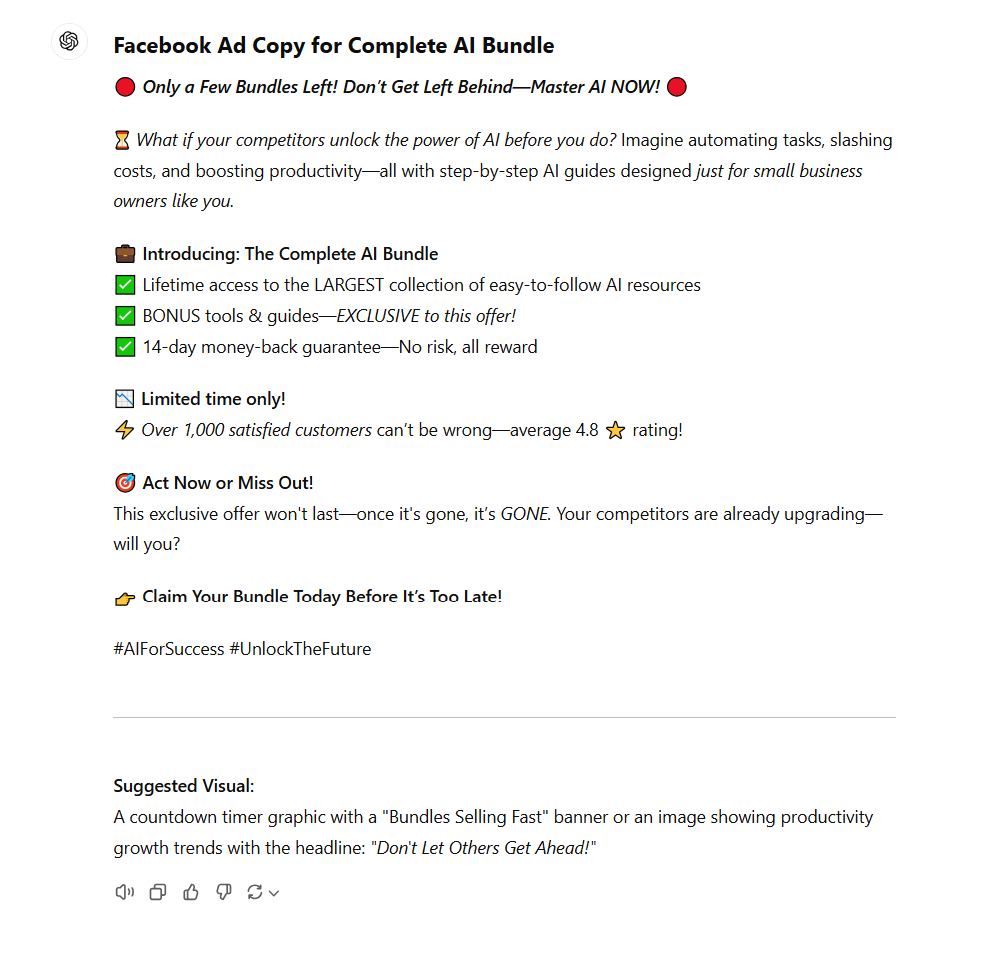 Facebook Ad Copy for Complete AI Bundle
🔴 Only a Few Bundles Left! Don’t Get Left Behind—Master AI NOW! 🔴
⏳ What if your competitors unlock the power of AI before you do? Imagine automating tasks, slashing
costs, and boosting productivity—all with step-by-step AI guides designed just for small business
owners like you.
💼 Introducing: The Complete AI Bundle
✅ Lifetime access to the LARGEST collection of easy-to-follow AI resources
✅ BONUS tools & guides—EXCLUSIVE to this offer!
✅ 14-day money-back guarantee—No risk, all reward
📉 Limited time only!
⚡ Over 1,000 satisfied customers can’t be wrong—average 4.8 ⭐ rating!
🎯 Act Now or Miss Out!
This exclusive offer won't last—once it's gone, it’s GONE. Your competitors are already upgrading—
will you?
👉 Claim Your Bundle Today Before It’s Too Late!
#AIForSuccess #UnlockTheFuture
Suggested Visual:
A countdown timer graphic with a "Bundles Selling Fast" banner or an image showing productivity
growth trends with the headline: "Don't Let Others Get Ahead!"